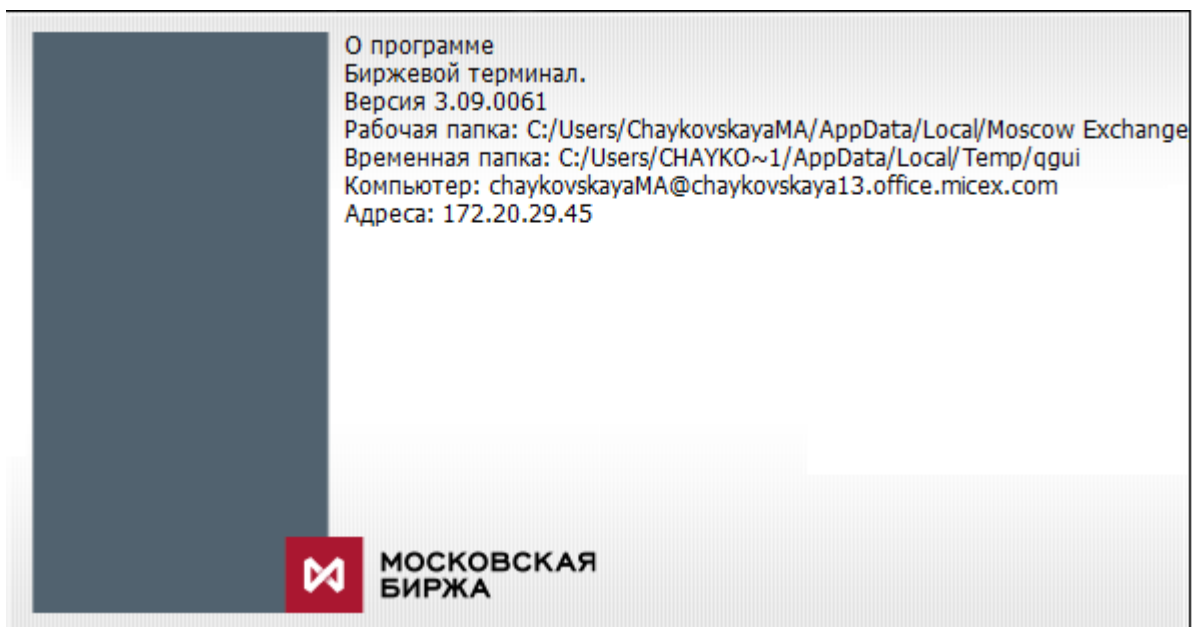 О программе
Биржевой терминал.
Версия 3.09.0061
Рабочая папка: C:/Users/ChaykovskayaMA/AppData/Local/Moscow Exchange
Временная папка: C:/Users/CHAYKO~1/AppData/Local/Temp/qgui
Компьютер: chaykovskayaMA@chaykovskaya13.office.micex.com
Адреса: 172.20.29.45
МОСКОВСКАЯ
БИРЖА